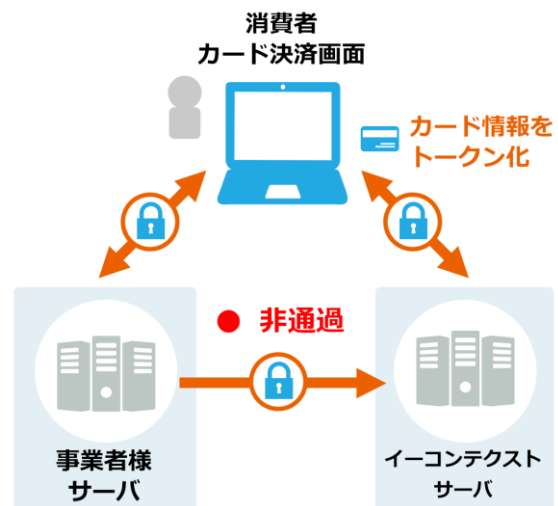 消費者
カード決済画面
カード情報を
トークン化
● 非通過
事業者様
サーバ
イーコンテクスト
サーバ